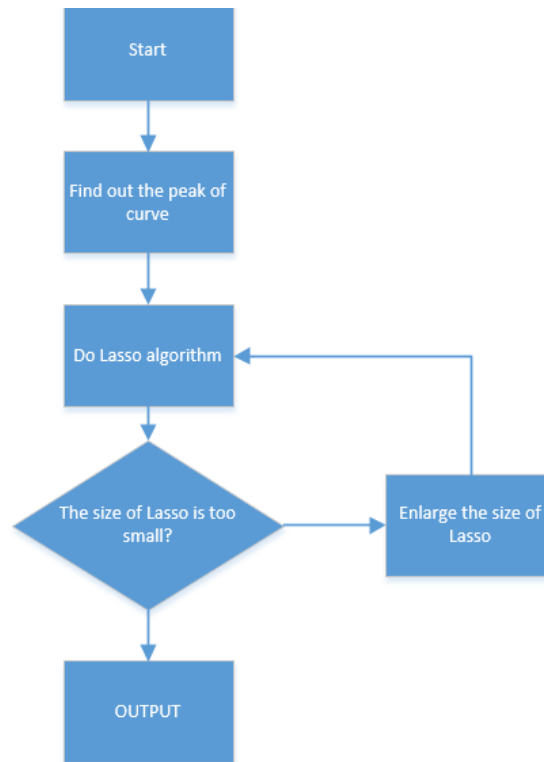 Start
Find out the peak of
curve
Do Lasso algorithm
The size of Lasso is too
small?
Enlarge the size of
Lasso
OUTPUT